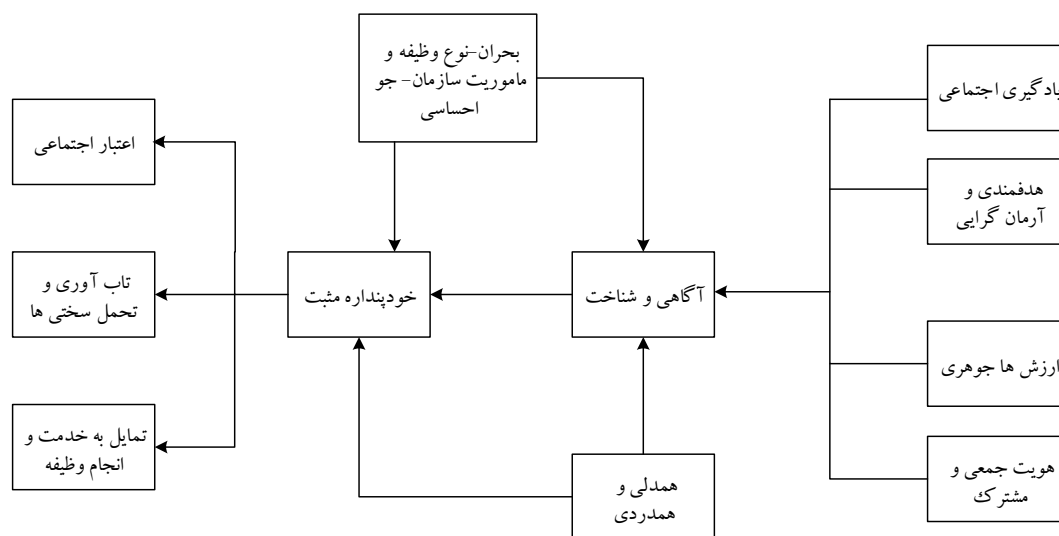 بحران-نوع وظیفه و
ماموریت سازمان- جو
احساسی
یادگیری اجتماعی
هدفمندی و
آرمان گرایی
ارزش ها جوهری
هویت جمعی و
مشترک
آگاهی و شناخت
همدلی و
همدردی
خودپنداره مثبت
اعتبار اجتماعی
تاب آوری و
تحمل سختی ها
تمایل به خدمت و
انجام وظیفه